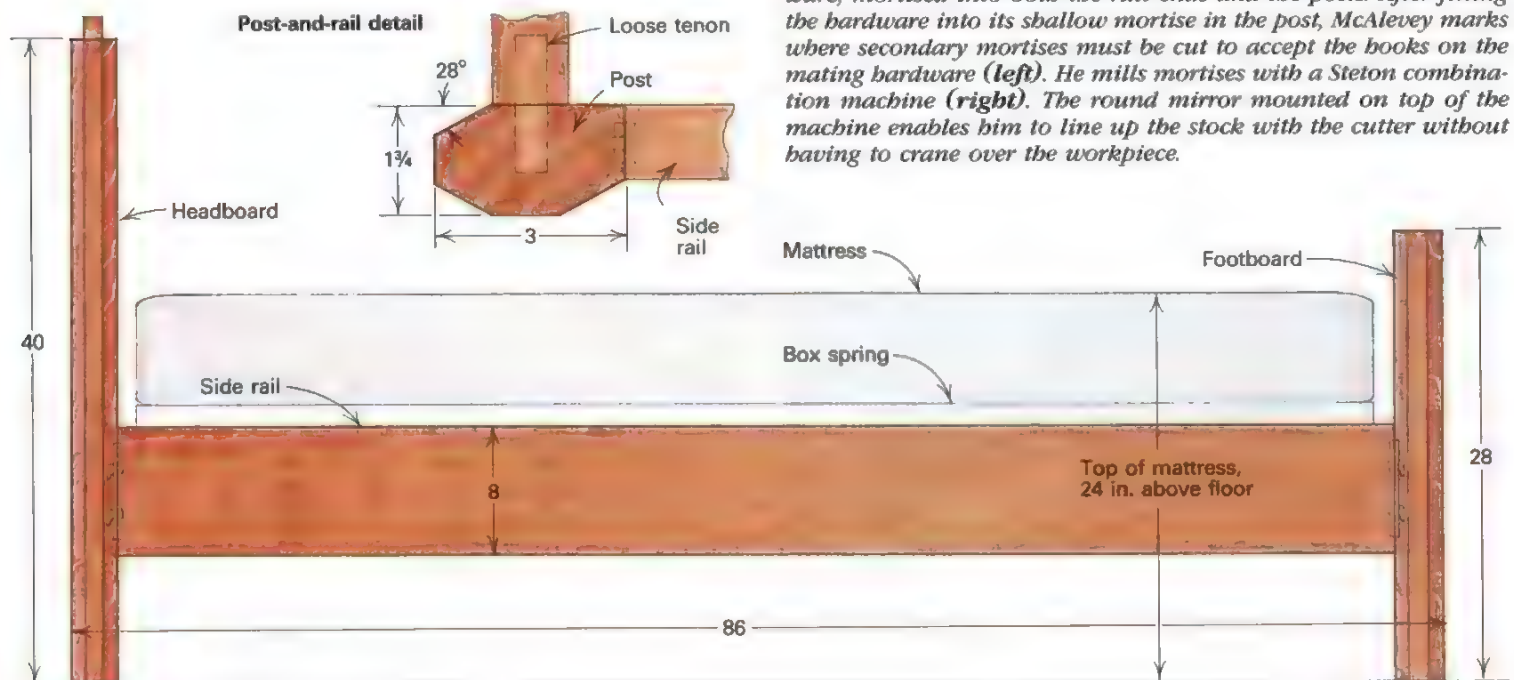 ware, mortised into both the rail ends and the posts. After fitting
the hardware into its shallow mortise in the post, McAlevey marks
where secondary mortises must be cut to accept the hooks on the
mating hardware (left). He mills mortises with a Steton combina-
tion machine (right). The round mirror mounted on top of the
machine enables him to line up the stock with the cutter without
having to crane over the workpiece.
Post-and-rail detail
Loose tenon
28°
Post
1¾
3
Side
rail
Headboard
Mattress
Footboard
40
Box spring
Side rail
8
Top of mattress,
24 in. above floor
28
86